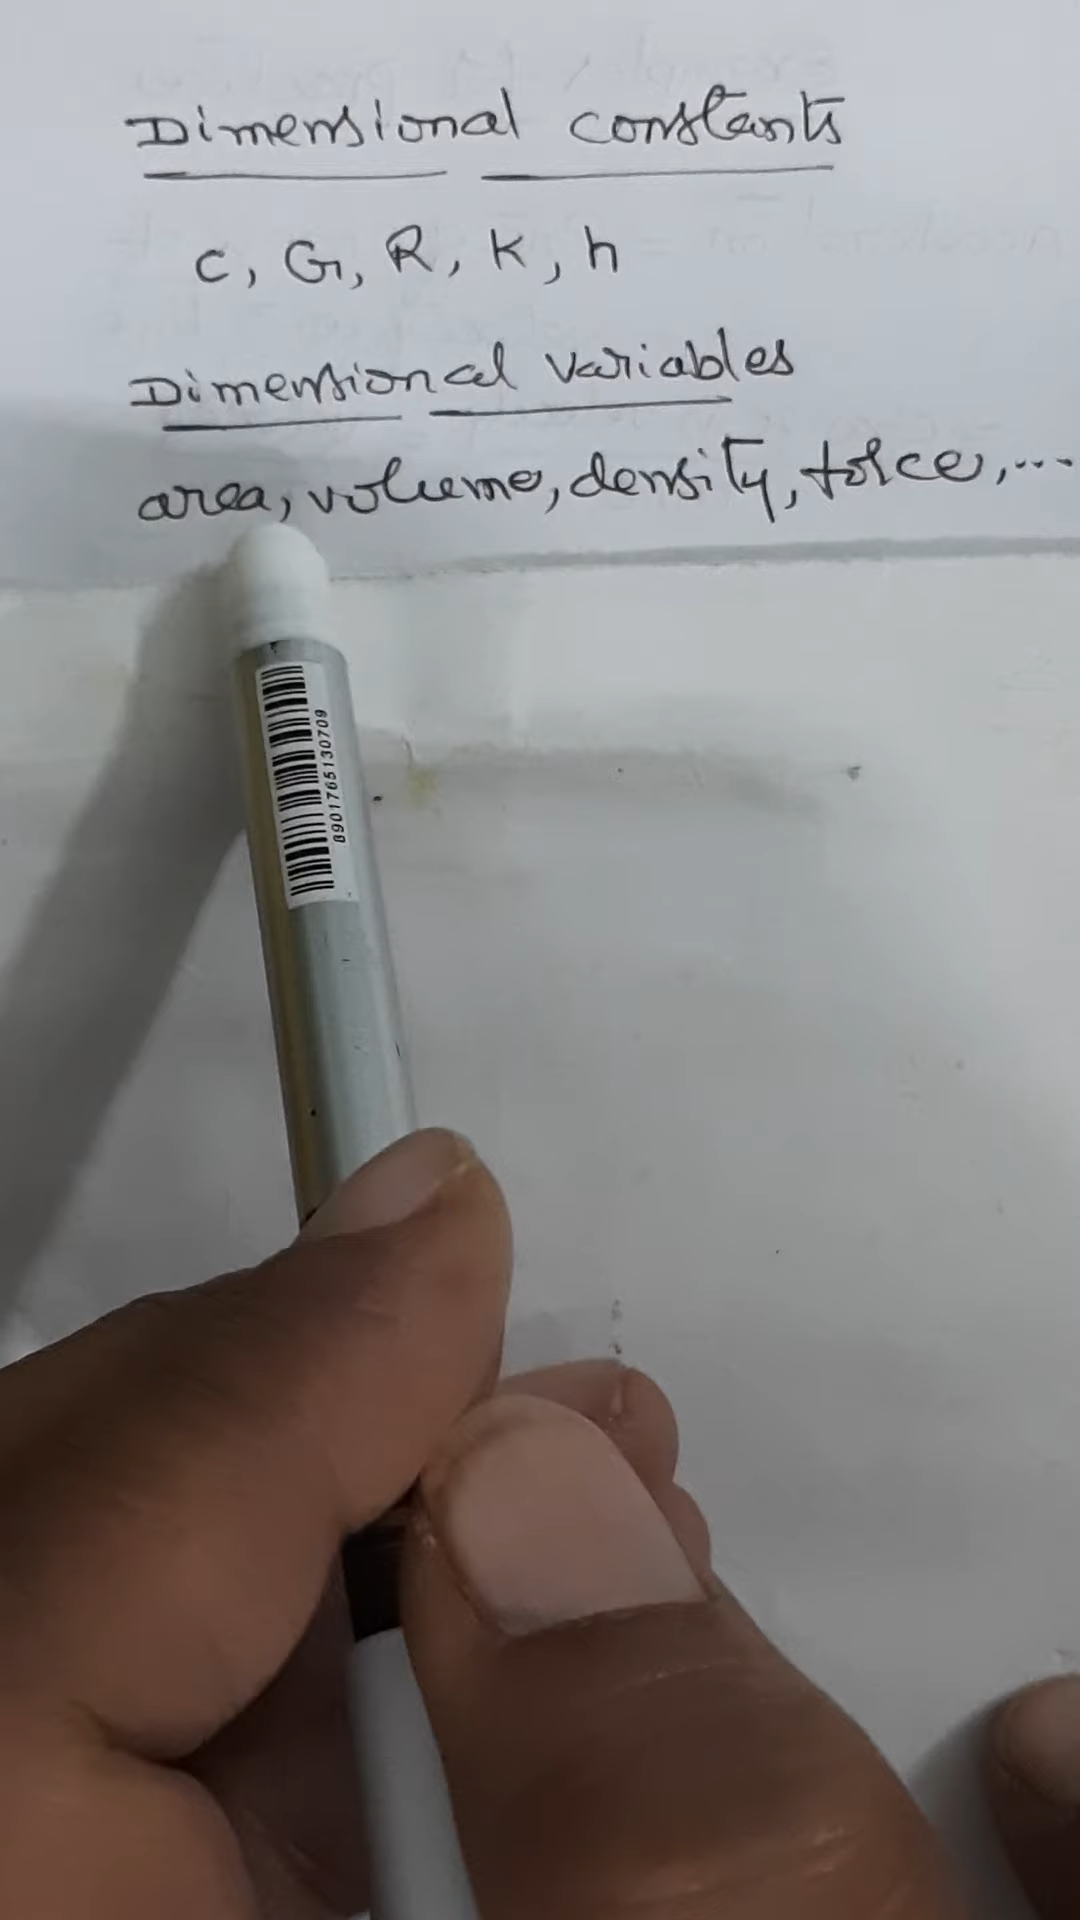 Dimensional constants
c, G, R, K, h
Dimensional variables
area, volume, density, force, ...
8901765130709